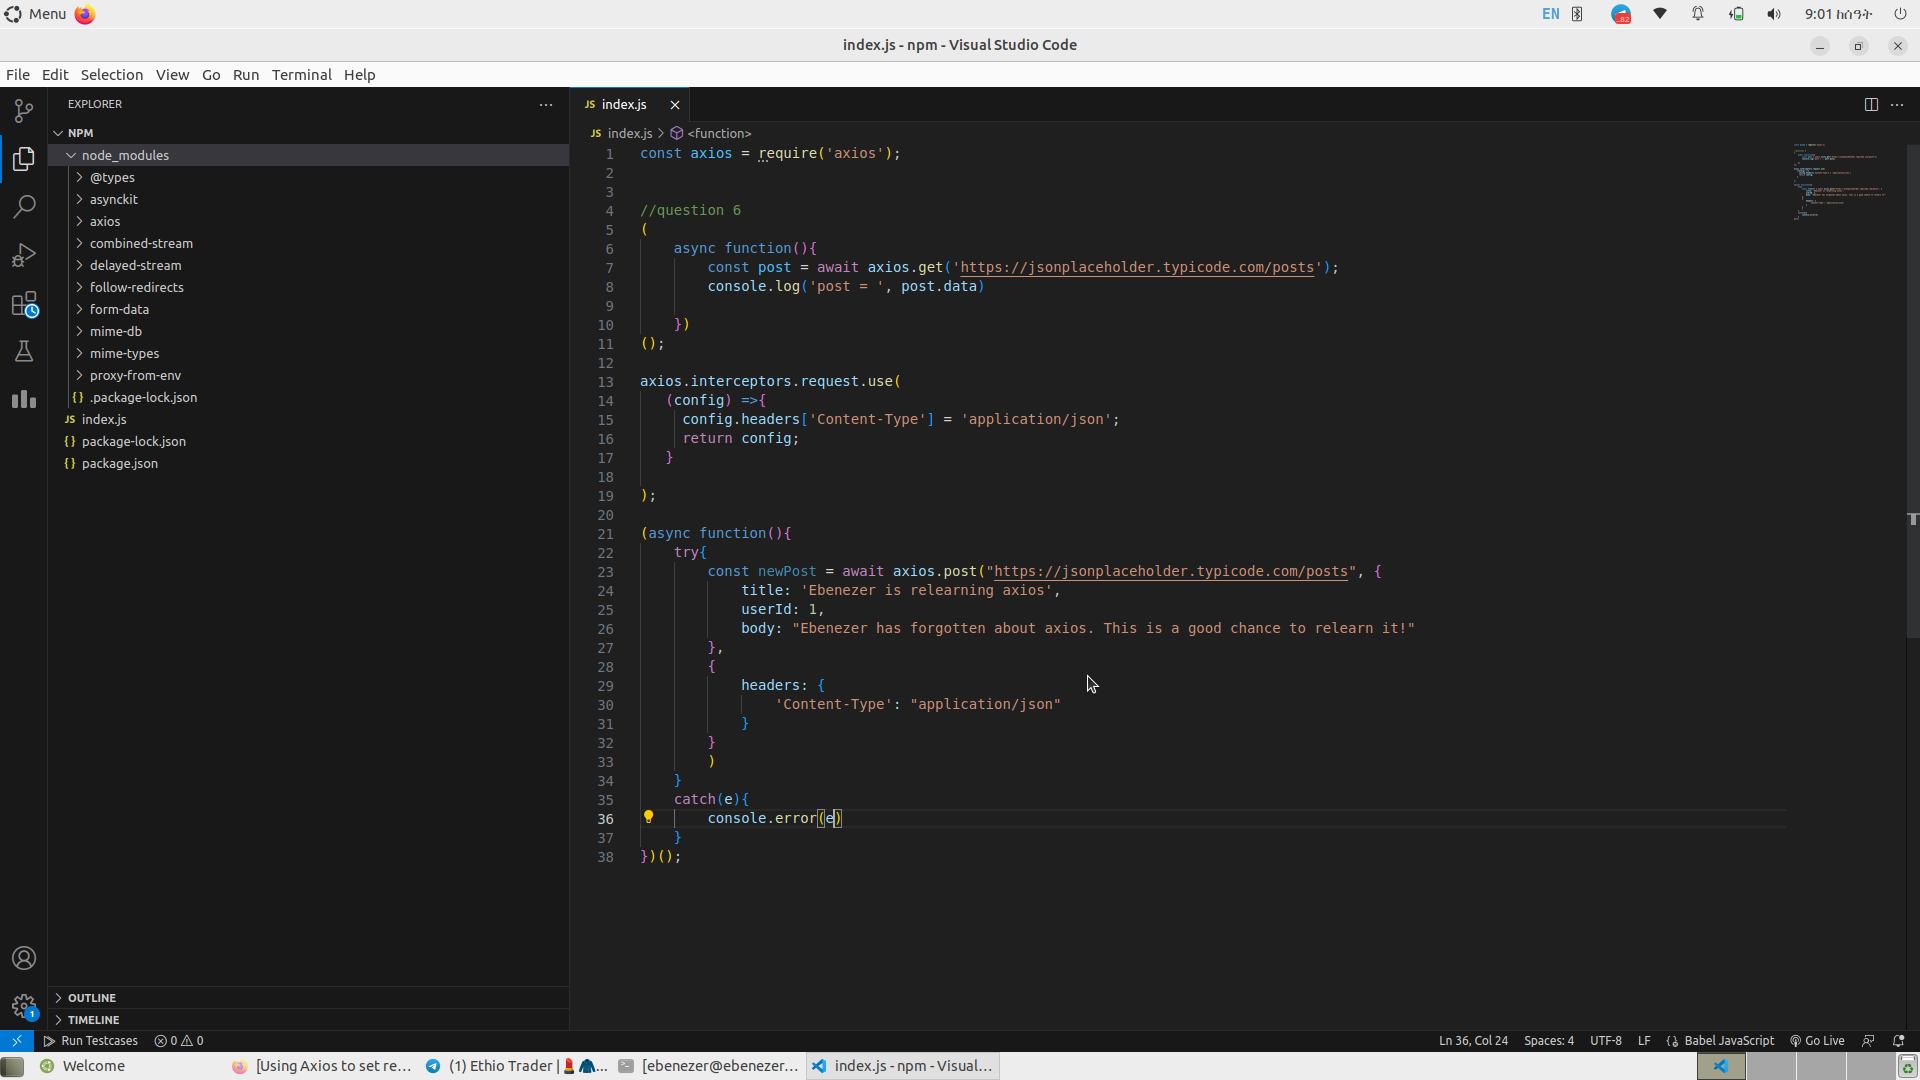 Menu
EN
82
9:01 ከሰዓት
index.js - npm - Visual Studio Code
File Edit Selection View Go Run Terminal Help
EXPLORER
NPM
node_modules
@types
asynckit
axios
combined-stream
delayed-stream
follow-redirects
form-data
mime-db
mime-types
proxy-from-env
{} .package-lock.json
JS index.js
{} package-lock.json
{} package.json
OUTLINE
TIMELINE
1
JS index.js
JS index.js > <function>
1 const axios = require('axios');
2
3
4 //question 6
5 (
6 async function(){
7 const post = await axios.get('https://jsonplaceholder.typicode.com/posts');
8 console.log('post = ', post.data)
9
10 })
11 ();
12
13 axios.interceptors.request.use(
14 (config) =>{
15 config.headers['Content-Type'] = 'application/json';
16 return config;
17 }
18
19 );
20
21 (async function(){
22 try{
23 const newPost = await axios.post("https://jsonplaceholder.typicode.com/posts", {
24 title: 'Ebenezer is relearning axios',
25 userId: 1,
26 body: "Ebenezer has forgotten about axios. This is a good chance to relearn it!"
27 },
28 {
29 headers: {
30 'Content-Type': "application/json"
31 }
32 }
33 )
34 }
35 catch(e){
36 console.error(e)
37 }
38 })();
Run Testcases 0 0 Ln 36, Col 24 Spaces: 4 UTF-8 LF {} Babel JavaScript Go Live
Welcome [Using Axios to set re... (1) Ethio Trader | ... [ebenezer@ebenezer... index.js - npm - Visual...